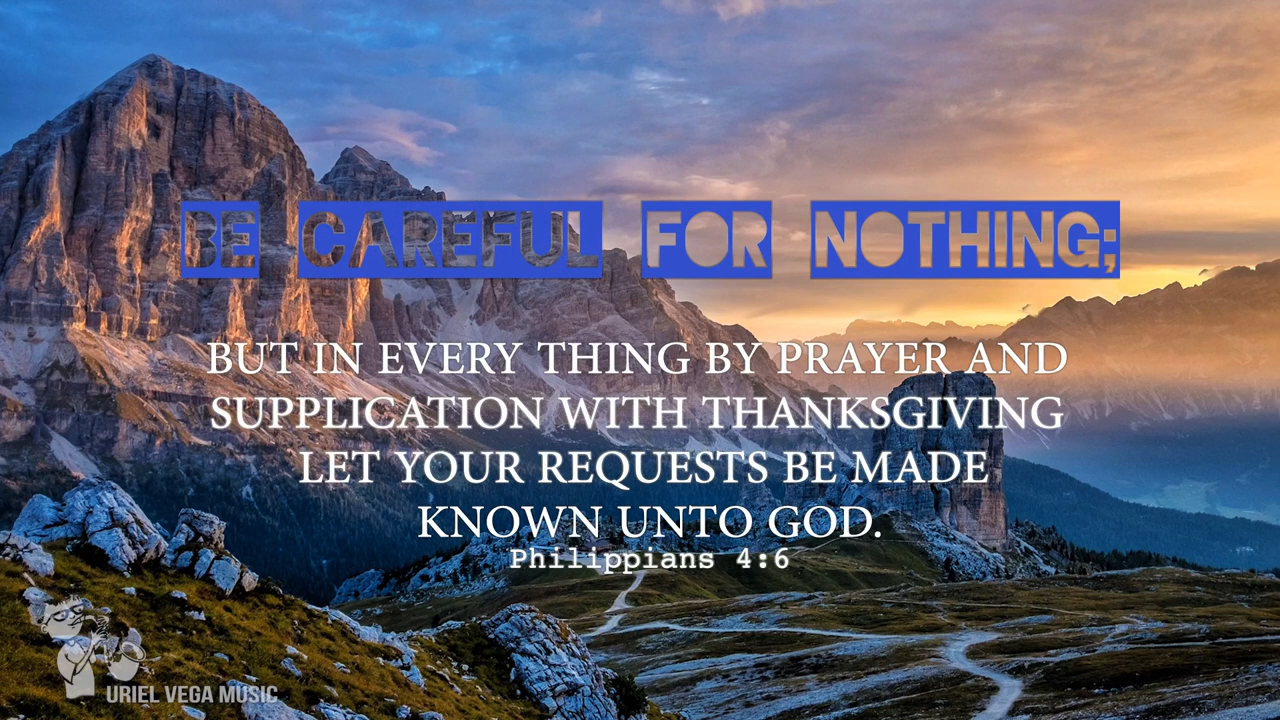 BE CAREFUL FOR NOTHING;
BUT IN EVERY THING BY PRAYER AND
SUPPLICATION WITH THANKSGIVING
LET YOUR REQUESTS BE MADE
KNOWN UNTO GOD.
Philippians 4:6
URIEL VEGA MUSIC